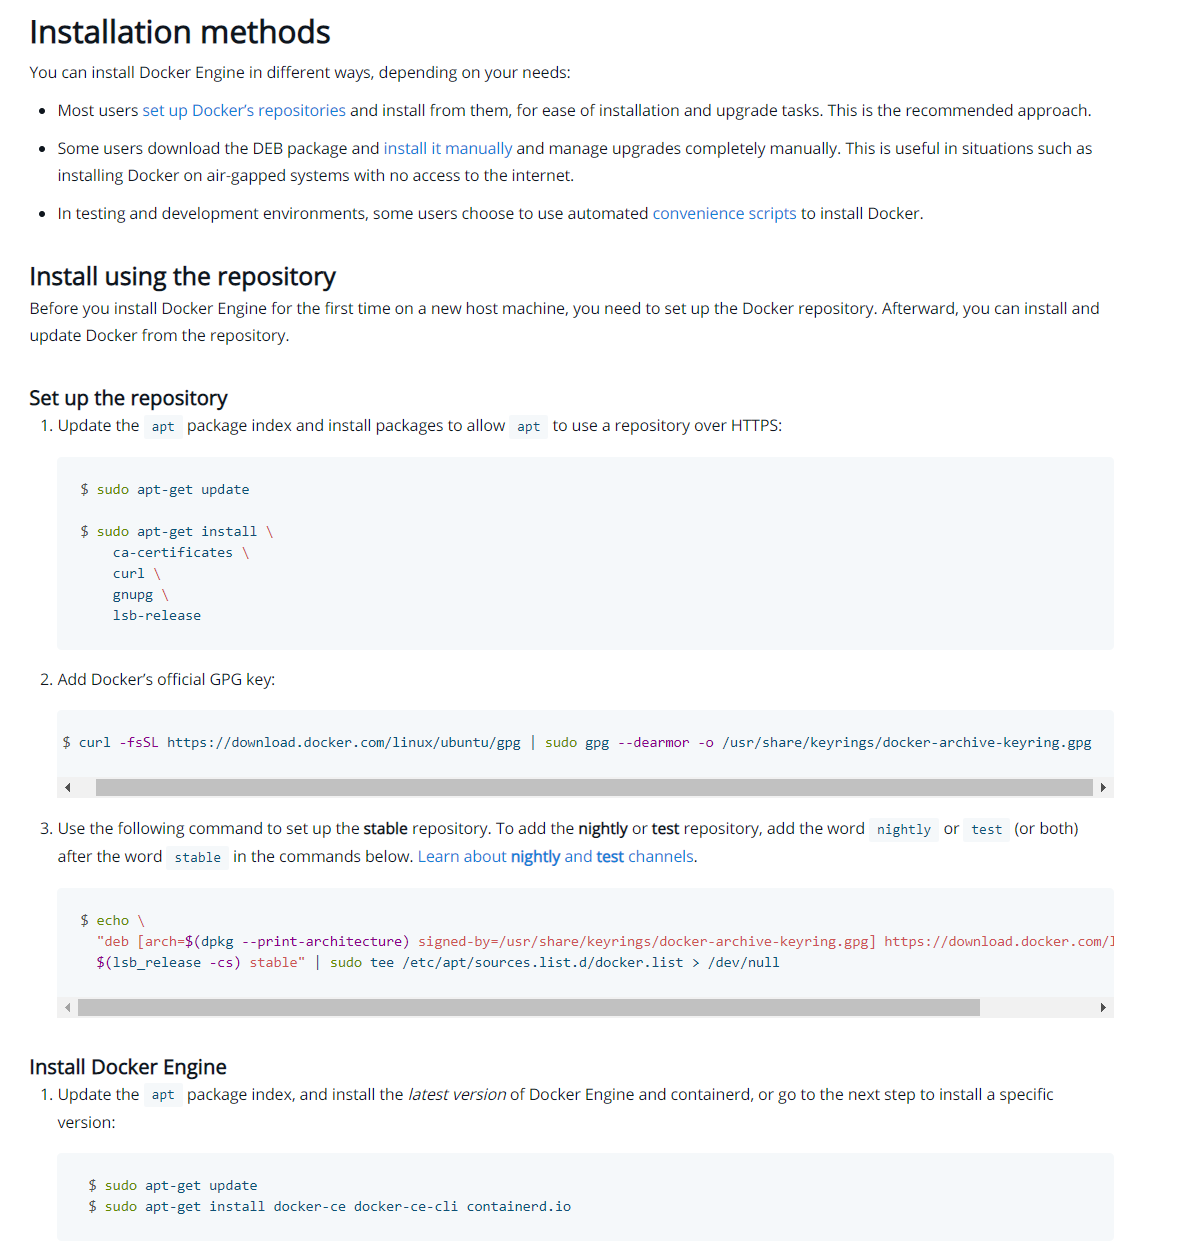 Installation methods
You can install Docker Engine in different ways, depending on your needs:
• Most users set up Docker’s repositories and install from them, for ease of installation and upgrade tasks. This is the recommended approach.
• Some users download the DEB package and install it manually and manage upgrades completely manually. This is useful in situations such as
installing Docker on air-gapped systems with no access to the internet.
• In testing and development environments, some users choose to use automated convenience scripts to install Docker.
Install using the repository
Before you install Docker Engine for the first time on a new host machine, you need to set up the Docker repository. Afterward, you can install and
update Docker from the repository.
Set up the repository
1. Update the apt package index and install packages to allow apt to use a repository over HTTPS:
$ sudo apt-get update
$ sudo apt-get install \
ca-certificates \
curl \
gnupg \
lsb-release
2. Add Docker’s official GPG key:
$ curl -fsSL https://download.docker.com/linux/ubuntu/gpg | sudo gpg --dearmor -o /usr/share/keyrings/docker-archive-keyring.gpg
3. Use the following command to set up the stable repository. To add the nightly or test repository, add the word nightly or test (or both)
after the word stable in the commands below. Learn about nightly and test channels.
$ echo \
"deb [arch=$(dpkg --print-architecture) signed-by=/usr/share/keyrings/docker-archive-keyring.gpg] https://download.docker.com/
$(lsb_release -cs) stable" | sudo tee /etc/apt/sources.list.d/docker.list > /dev/null
Install Docker Engine
1. Update the apt package index, and install the latest version of Docker Engine and containerd, or go to the next step to install a specific
version:
$ sudo apt-get update
$ sudo apt-get install docker-ce docker-ce-cli containerd.io